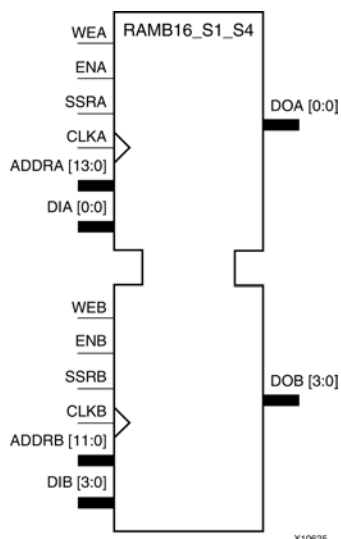 RAMB16_S1_S4
WEA
ENA
SSRA
CLKA
ADDRA [13:0]
DIA [0:0]
DOA [0:0]
WEB
ENB
SSRB
CLKB
ADDRB [11:0]
DIB [3:0]
DOB [3:0]
X10625